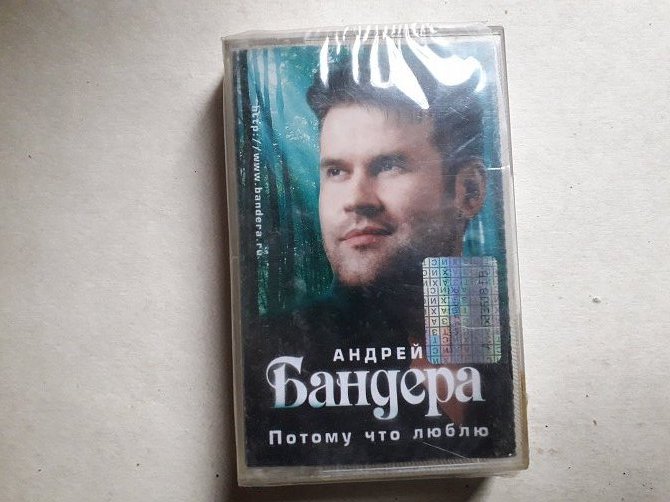 http://www.bandera.ru
АНДРЕЙ
Бандера
Потому что люблю